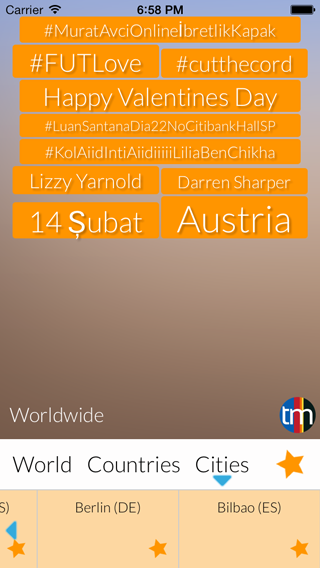 Carrier 6:58 PM
#MuratAvciOnlineİbretlikKapak
#FUTLove #cutthecord
Happy Valentines Day
#LuanSantanaDia22NoCitibankHallSP
#KolAiidIntiAiidiiiiiLiliaBenChikha
Lizzy Yarnold Darren Sharper
14 Şubat Austria
Worldwide tm
World Countries Cities
S) Berlin (DE) Bilbao (ES)